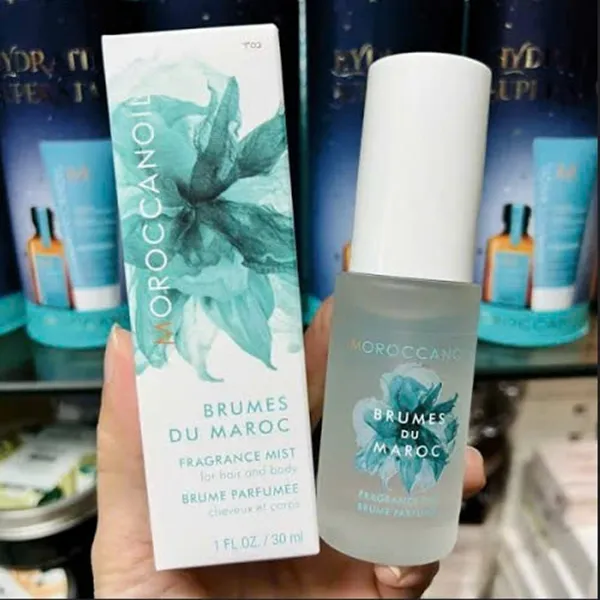 MOROCCANOIL
BRUMES
DU MAROC
FRAGRANCE MIST
for hair and body
BRUME PARFUMÉE
cheveux et corps
1 FL.OZ. / 30 ml
MOROCCANOIL
BRUMES
DU
MAROC
FRAGRANCE MIST
BRUME PARFUMÉE